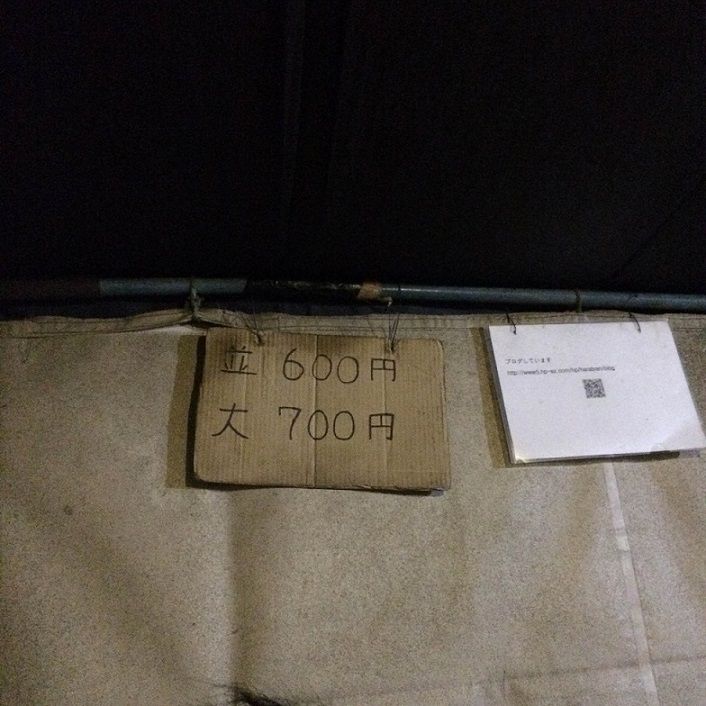 並 600円
大 700円
ブログしています